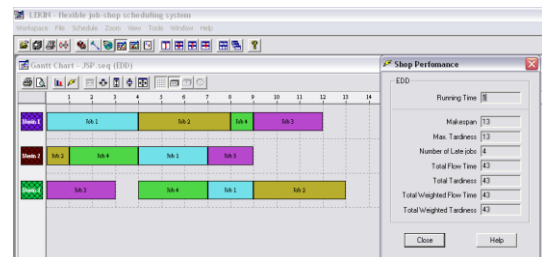 LEKIN - flexible job-shop scheduling system
Workspace File Schedule Zoom View Tools Window Help
Gantt Chart - JSP.seq (EDD)
1 2 3 4 5 6 7 8 9 10 11 12 13 14
Job 1 Job 2 Job 4 Job 3
Job 2 Job 4 Job 1 Job 3
Job 3 Job 4 Job 1 Job 2
Shop Perfomance
EDD
Running Time 1
Makespan 13
Max. Tardiness 13
Number of Late jobs 4
Total Flow Time 43
Total Tardiness 43
Total Weighted Flow Time 43
Total Weighted Tardiness 43
Close Help